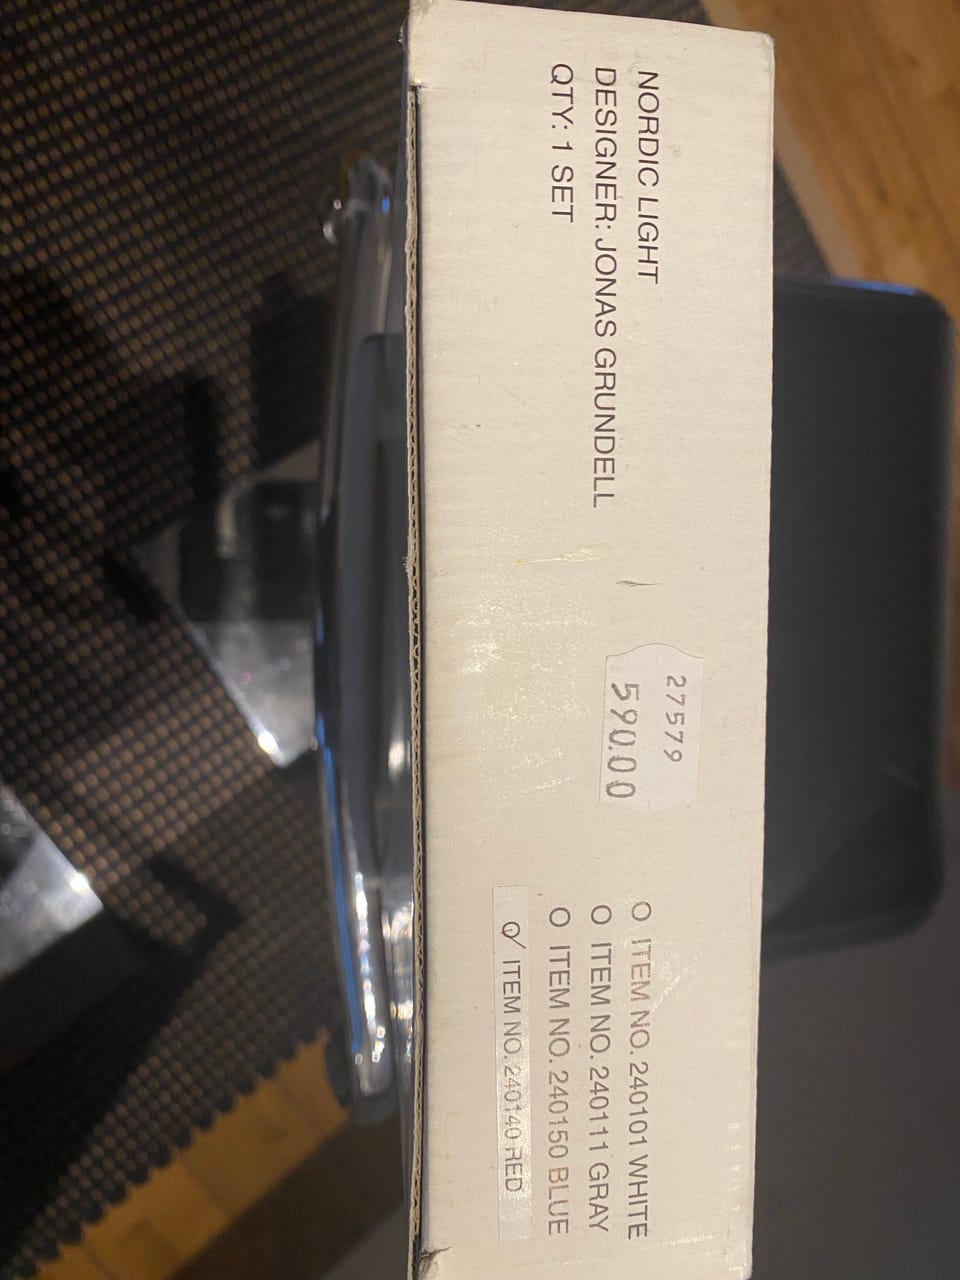 NORDIC LIGHT
DESIGNER: JONAS GRUNDELL
QTY: 1 SET
27579
590.00
O ITEM NO. 240101 WHITE
O ITEM NO. 240111 GRAY
O ITEM NO. 240150 BLUE
O ITEM NO. 240140 RED